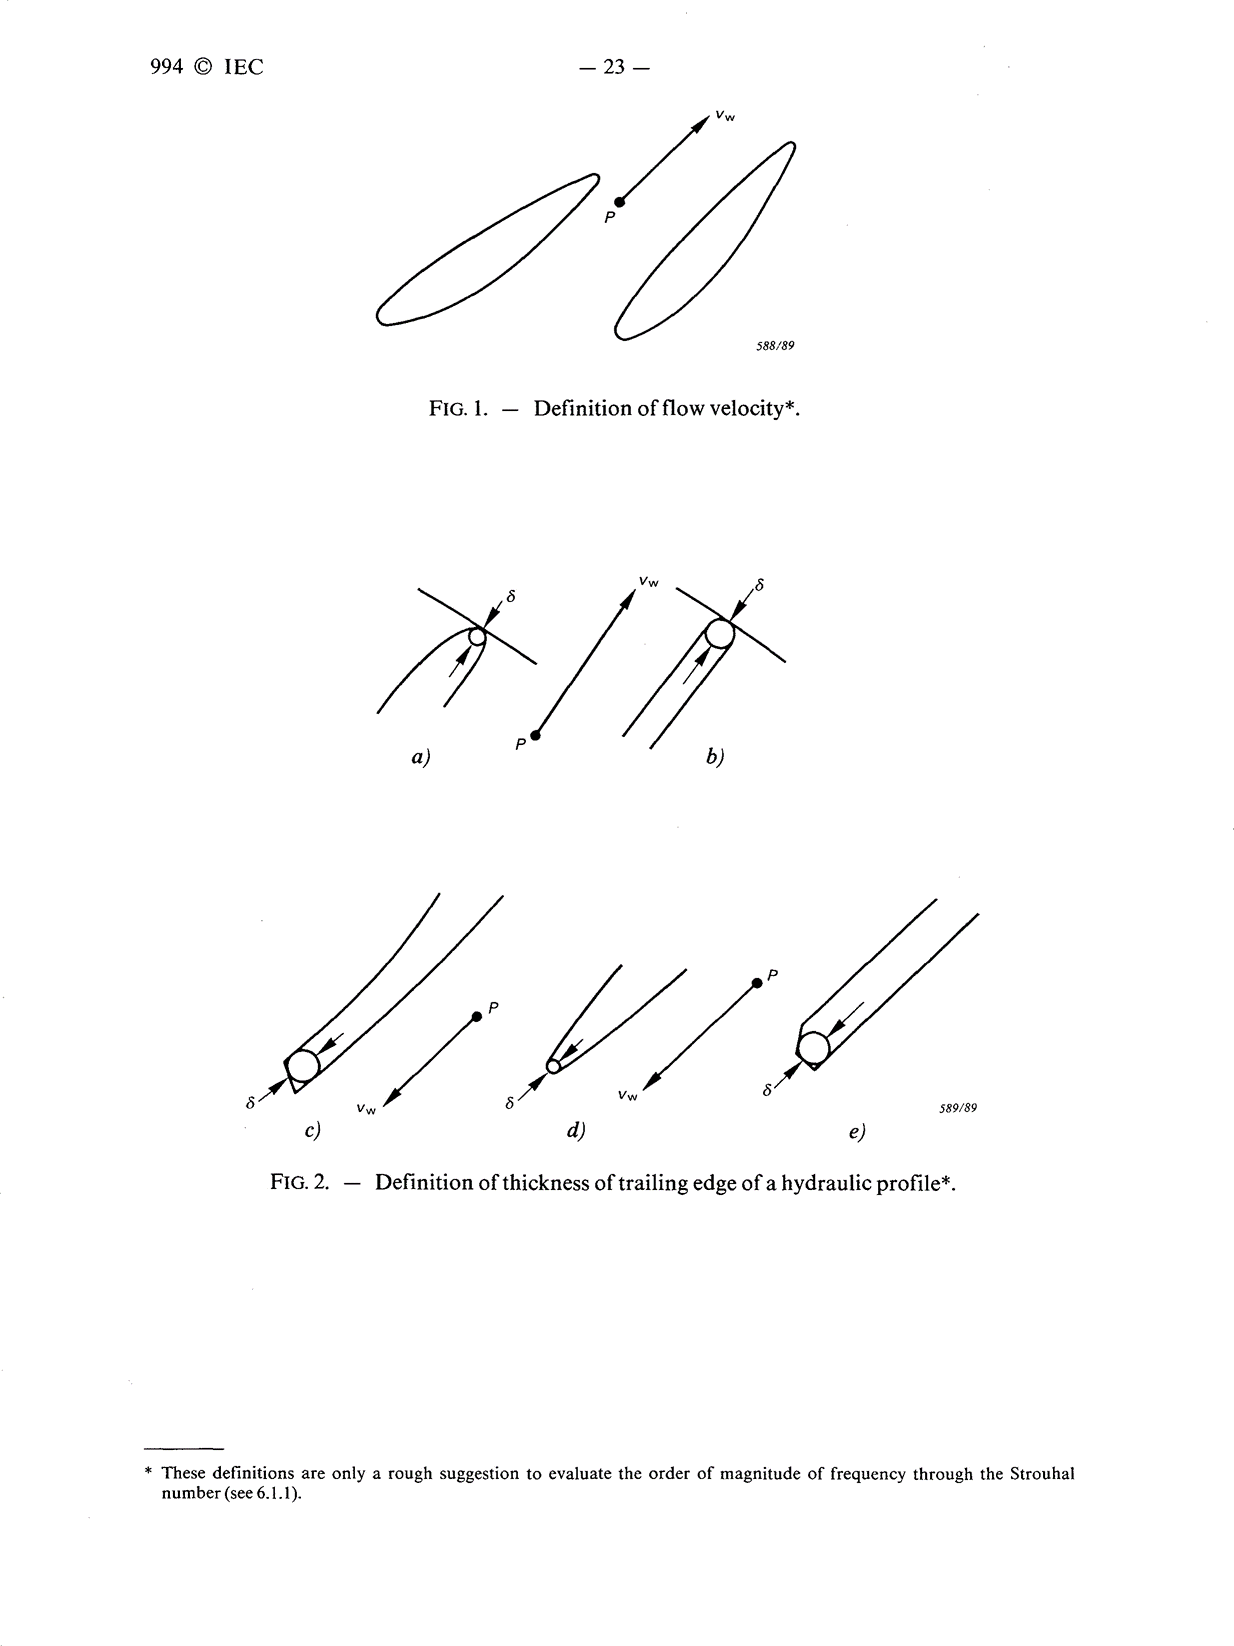 994 © IEC
— 23 —
vw
P
588/89
FIG. 1. — Definition of flow velocity*.
δ
vw
δ
P
a)
b)
P
P
δ
vw
δ
vw
δ
589/89
c)
d)
e)
FIG. 2. — Definition of thickness of trailing edge of a hydraulic profile*.
* These definitions are only a rough suggestion to evaluate the order of magnitude of frequency through the Strouhal
number (see 6.1.1).